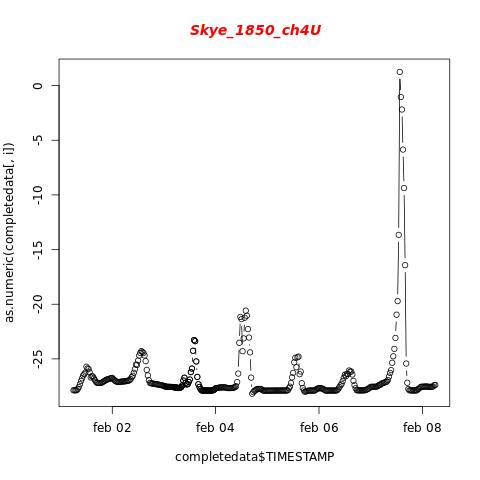 Skye_1850_ch4U
as.numeric(completedata[, i])
0
-5
-10
-15
-20
-25
feb 02
feb 04
feb 06
feb 08
completedata$TIMESTAMP